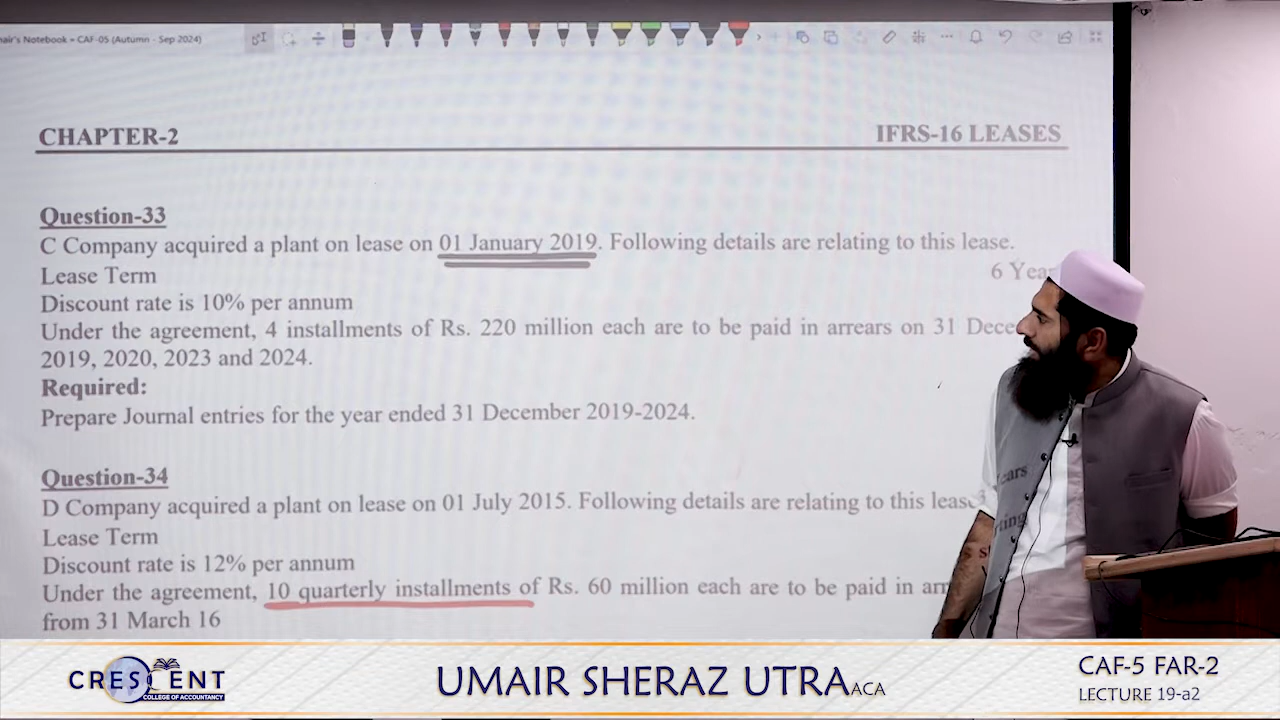 air's Notebook » CAF-05 (Autumn - Sep 2024)
CHAPTER-2
IFRS-16 LEASES
Question-33
C Company acquired a plant on lease on 01 January 2019. Following details are relating to this lease.
Lease Term
6 Yea
Discount rate is 10% per annum
Under the agreement, 4 installments of Rs. 220 million each are to be paid in arrears on 31 Dece
2019, 2020, 2023 and 2024.
Required:
Prepare Journal entries for the year ended 31 December 2019-2024.
Question-34
D Company acquired a plant on lease on 01 July 2015. Following details are relating to this leas
Lease Term
ears
Discount rate is 12% per annum
Under the agreement, 10 quarterly installments of Rs. 60 million each are to be paid in arr
from 31 March 16
CRESCENT
COLLEGE OF ACCOUNTANCY
UMAIR SHERAZ UTRA ACA
CAF-5 FAR-2
LECTURE 19-a2